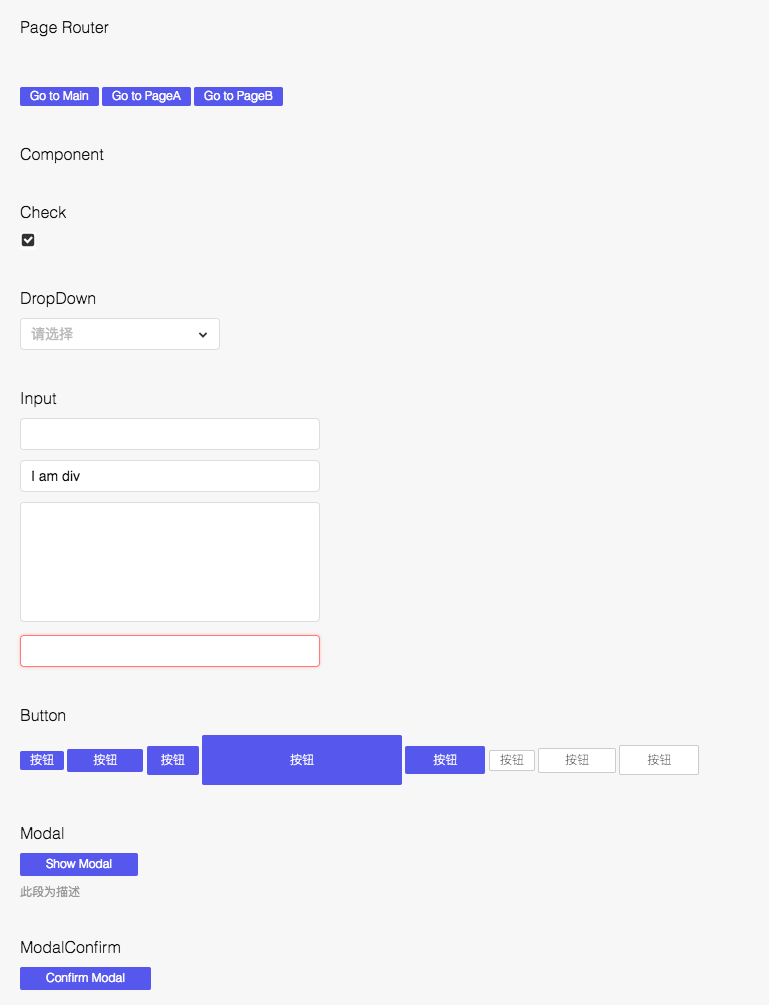 Page Router
Go to Main Go to PageA Go to PageB
Component
Check
DropDown
请选择
Input
I am div
Button
按钮 按钮 按钮 按钮 按钮 按钮 按钮 按钮
Modal
Show Modal
此段为描述
ModalConfirm
Confirm Modal